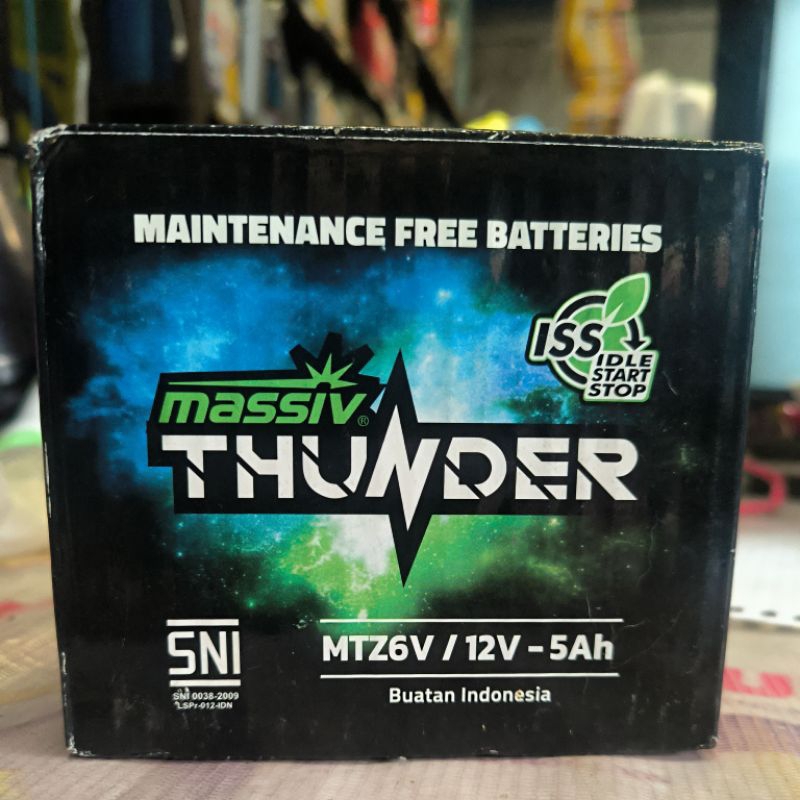 MAINTENANCE FREE BATTERIES
ISS
IDLE
START
STOP
massiv®
THUNDER
SNI
SNI 0038-2009
LSPr-012-IDN
MTZ6V / 12V - 5Ah
Buatan Indonesia